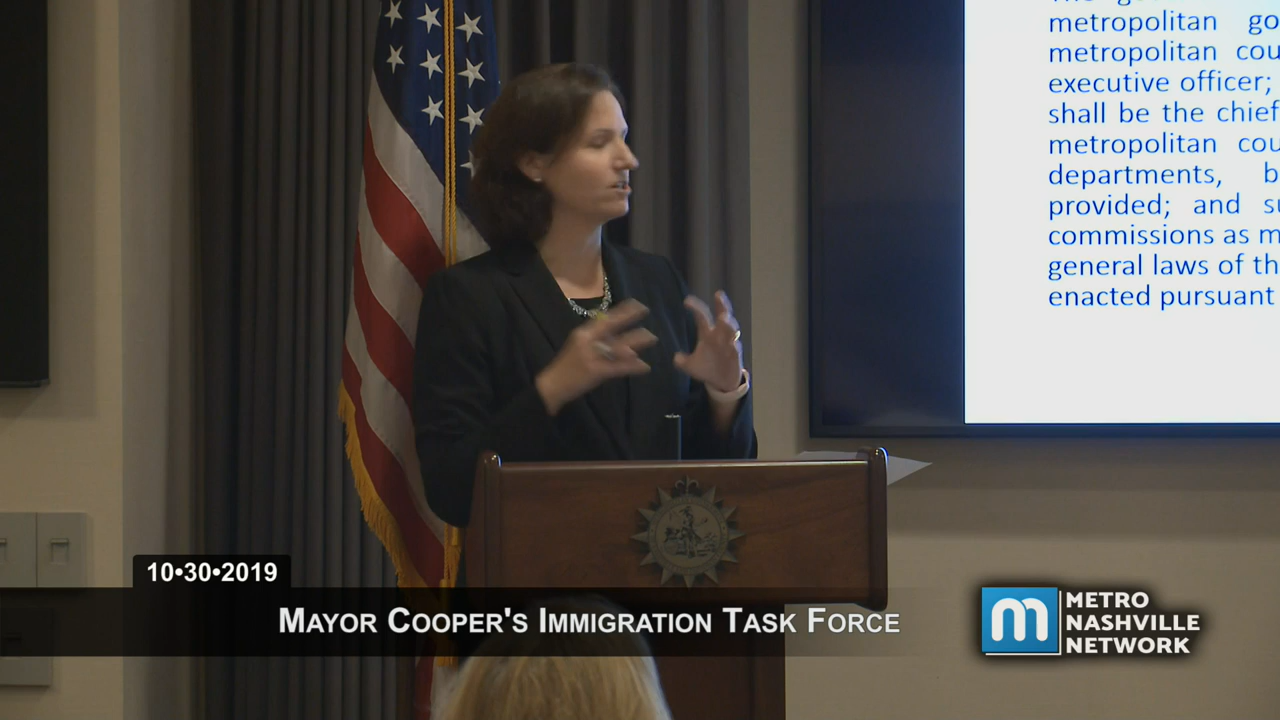 metropolitan go
metropolitan cou
executive officer;
shall be the chief
metropolitan cou
departments, b
provided; and su
commissions as m
general laws of th
enacted pursuant
10•30•2019
MAYOR COOPER'S IMMIGRATION TASK FORCE
m METRO
NASHVILLE
NETWORK